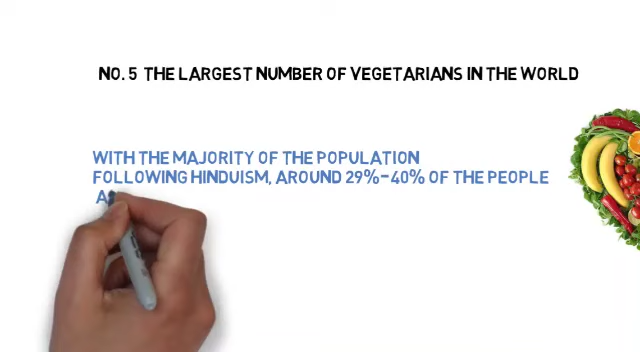 NO. 5 THE LARGEST NUMBER OF VEGETARIANS IN THE WORLD
WITH THE MAJORITY OF THE POPULATION
FOLLOWING HINDUISM, AROUND 29%-40% OF THE PEOPLE